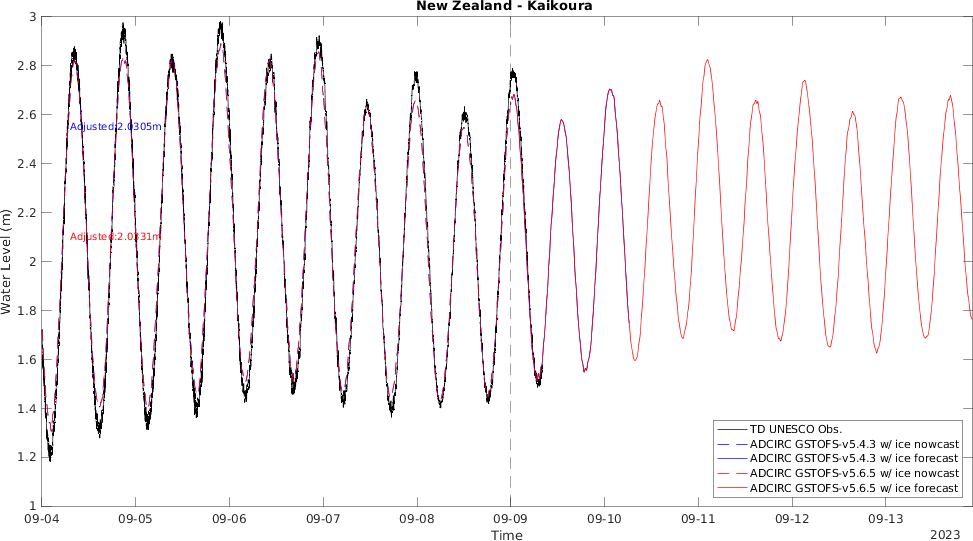 New Zealand - Kaikoura
3
2.8
2.6
2.4
2.2
2
1.8
1.6
1.4
1.2
1
Water Level (m)
Adjusted:2.0305m
Adjusted:2.0331m
TD UNESCO Obs.
ADCIRC GSTOFS-v5.4.3 w/ ice nowcast
ADCIRC GSTOFS-v5.4.3 w/ ice forecast
ADCIRC GSTOFS-v5.6.5 w/ ice nowcast
ADCIRC GSTOFS-v5.6.5 w/ ice forecast
09-04 09-05 09-06 09-07 09-08 09-09 09-10 09-11 09-12 09-13
Time
2023